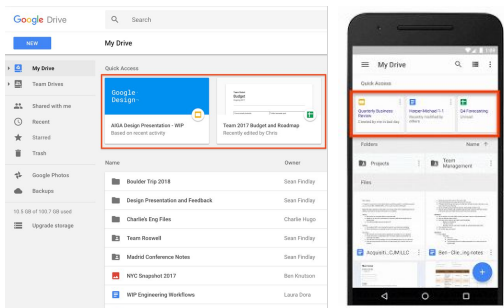 Google Drive
Search
NEW
My Drive
My Drive
Team Drives
Shared with me
Recent
Starred
Trash
Google Photos
Backups
10.5 GB of 100.7 GB used
Upgrade storage
Quick Access
Google
Design-
AIGA Design Presentation - WIP
Based on recent activity
Budget
Team 2017 Budget and Roadmap
Recently edited by Chris
Name
Owner
Boulder Trip 2018
Sean Findlay
Design Presentation and Feedback
Sean Findlay
Charlie's Eng Files
Charlie Hugo
Team Roswell
Sean Findlay
Madrid Conference Notes
Sean Findlay
NYC Snapshot 2017
Ben Knutson
WIP Engineering Workflows
Laura Dora
My Drive
Quick Access
Quarterly Business
Review
Harper-Michael 1-1
Q4 Forecasting
Folders
Name
Projects
Team
Management
Files